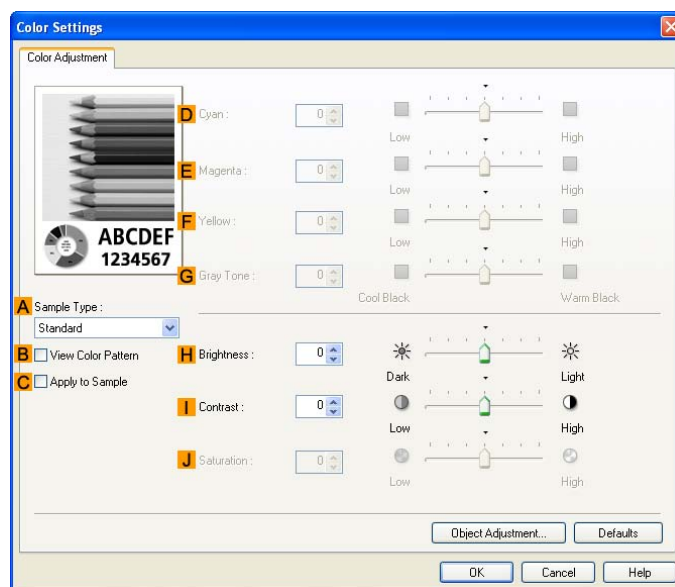 Color Settings
Color Adjustment
D Cyan : 0
Low High
E Magenta : 0
Low High
F Yellow : 0
Low High
G Gray Tone : 0
Cool Black Warm Black
ABCDEF
1234567
A Sample Type :
Standard
B View Color Pattern
C Apply to Sample
H Brightness : 0
Dark Light
I Contrast : 0
Low High
J Saturation : 0
Low High
Object Adjustment... Defaults
OK Cancel Help